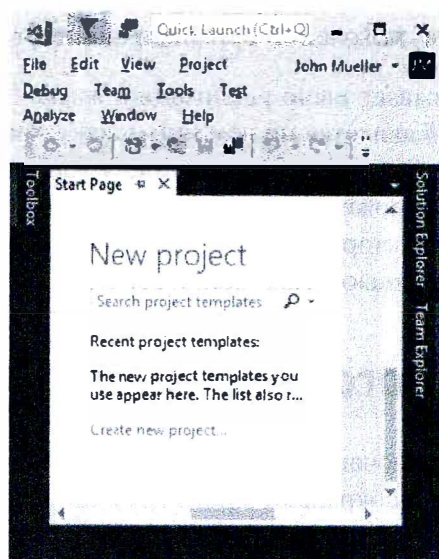 Quick Launch (Ctrl+Q)
File Edit View Project John Mueller
Debug Team Tools Test
Analyze Window Help
Toolbox
Start Page
New project
Search project templates
Recent project templates:
The new project templates you
use appear here. The list also r...
Create new project...
Solution Explorer
Team Explorer